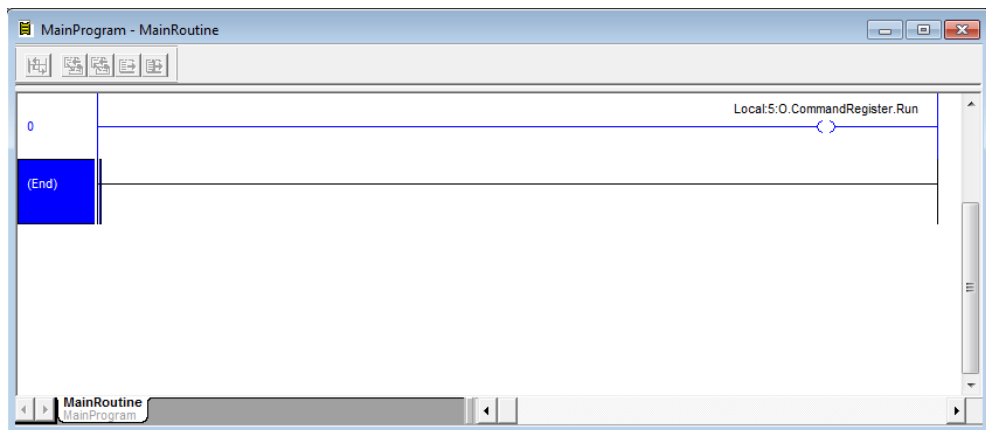 MainProgram - MainRoutine
Local:5:O.CommandRegister.Run
0
(End)
MainRoutine
MainProgram